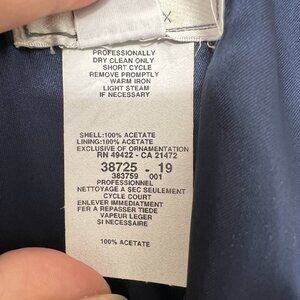 X
PROFESSIONALLY
DRY CLEAN ONLY
SHORT CYCLE
REMOVE PROMPTLY
WARM IRON
LIGHT STEAM
IF NECESSARY
SHELL:100% ACETATE
LINING:100% ACETATE
EXCLUSIVE OF ORNAMENTATION
RN 49422 - CA 21472
38725 - 19
383759 001
PROFESSIONNEL
NETTOYAGE A SEC SEULEMENT
CYCLE COURT
ENLEVER IMMEDIATEMENT
FER A REPASSER TIEDE
VAPEUR LEGER
SI NECESSAIRE
100% ACETATE